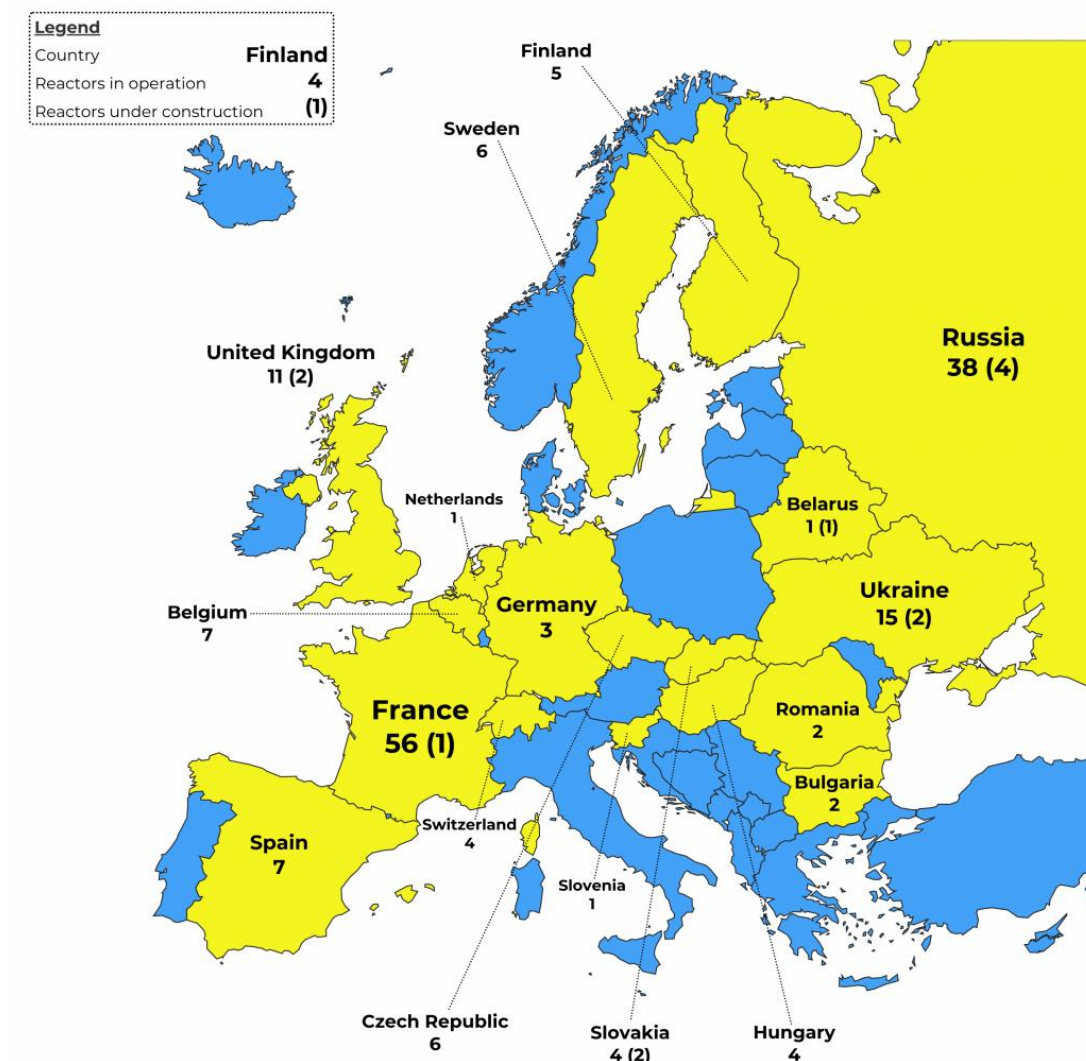 Legend
Country Finland
Reactors in operation 4
Reactors under construction (1)
Finland
5
Sweden
6
Russia
38 (4)
United Kingdom
11 (2)
Netherlands
1
Belarus
1 (1)
Ukraine
15 (2)
Belgium
7
Germany
3
France
56 (1)
Romania
2
Bulgaria
2
Switzerland
4
Spain
7
Slovenia
1
Czech Republic
6
Slovakia
4 (2)
Hungary
4